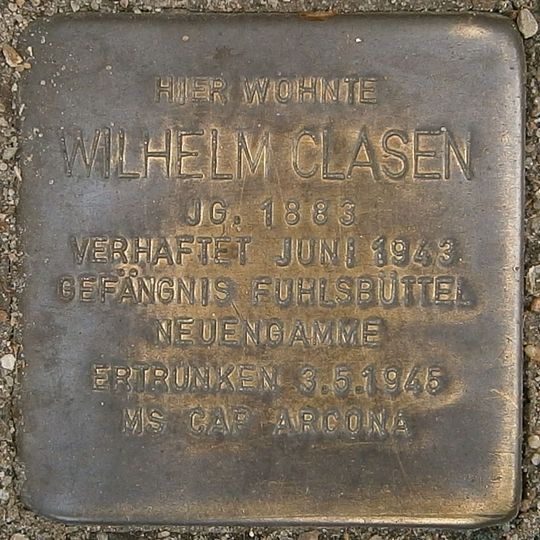 HIER WOHNTE
WILHELM CLASEN
JG. 1883
VERHAFTET JUNI 1943
GEFÄNGNIS FUHLSBÜTTEL
NEUENGAMME
ERTRUNKEN 3.5.1945
MS CAP ARCONA